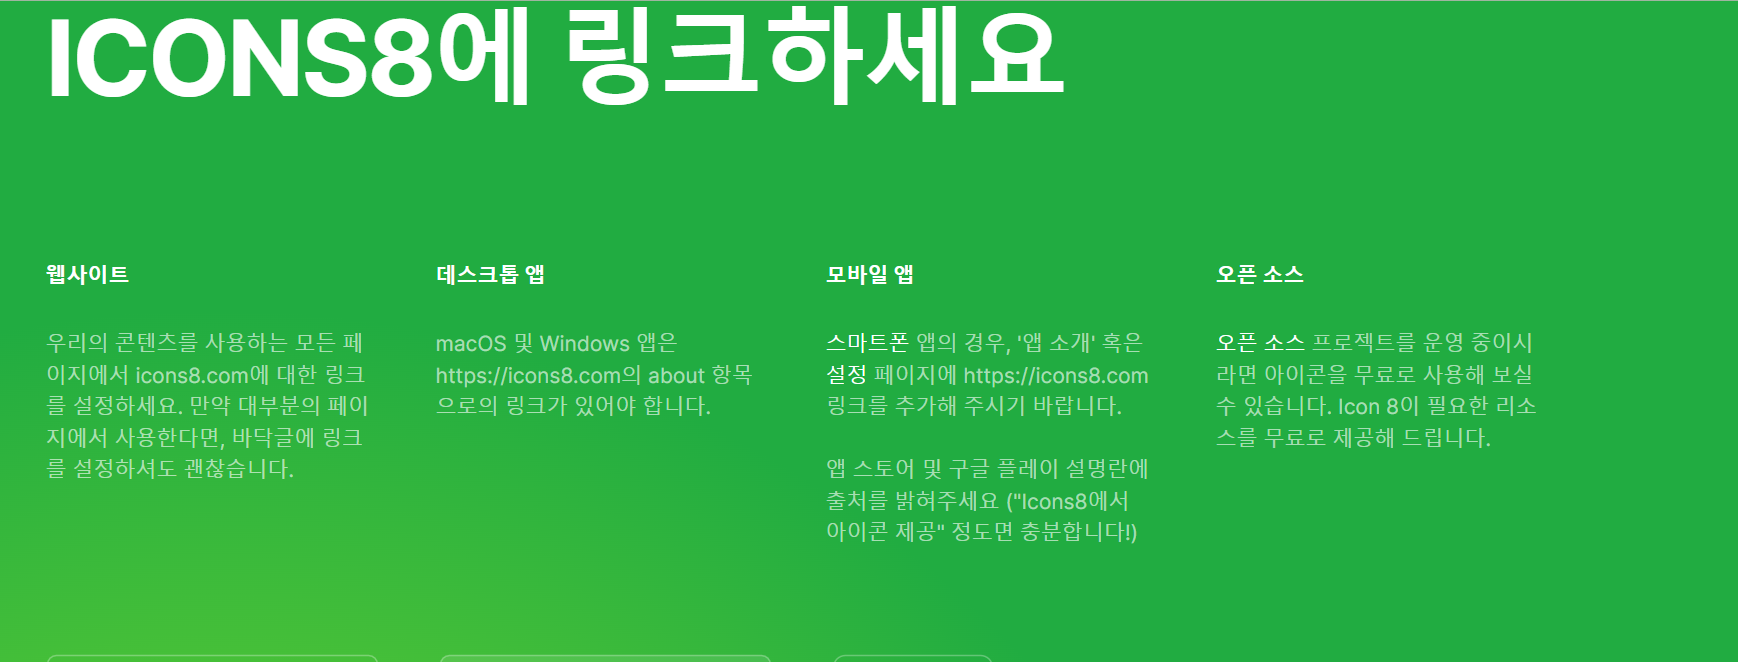 ICONS8에 링크하세요
웹사이트
우리의 콘텐츠를 사용하는 모든 페
이지에서 icons8.com에 대한 링크
를 설정하세요. 만약 대부분의 페이
지에서 사용한다면, 바닥글에 링크
를 설정하셔도 괜찮습니다.
데스크톱 앱
macOS 및 Windows 앱은
https://icons8.com의 about 항목
으로의 링크가 있어야 합니다.
모바일 앱
스마트폰 앱의 경우, '앱 소개' 혹은
설정 페이지에 https://icons8.com
링크를 추가해 주시기 바랍니다.
앱 스토어 및 구글 플레이 설명란에
출처를 밝혀주세요 ("Icons8에서
아이콘 제공" 정도면 충분합니다!)
오픈 소스
오픈 소스 프로젝트를 운영 중이시
라면 아이콘을 무료로 사용해 보실
수 있습니다. Icon 8이 필요한 리소
스를 무료로 제공해 드립니다.